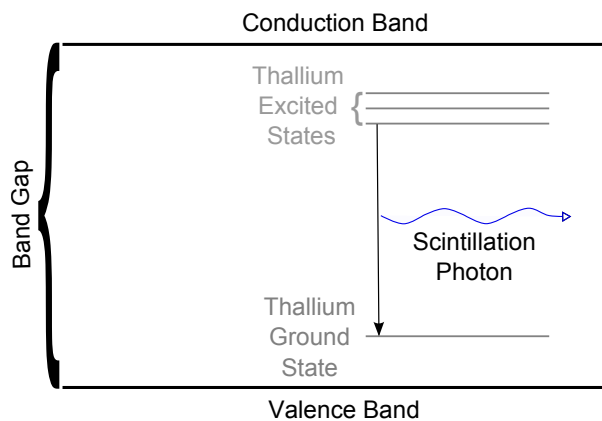 Conduction Band
Thallium
Excited
States
Band Gap
Scintillation
Photon
Thallium
Ground
State
Valence Band